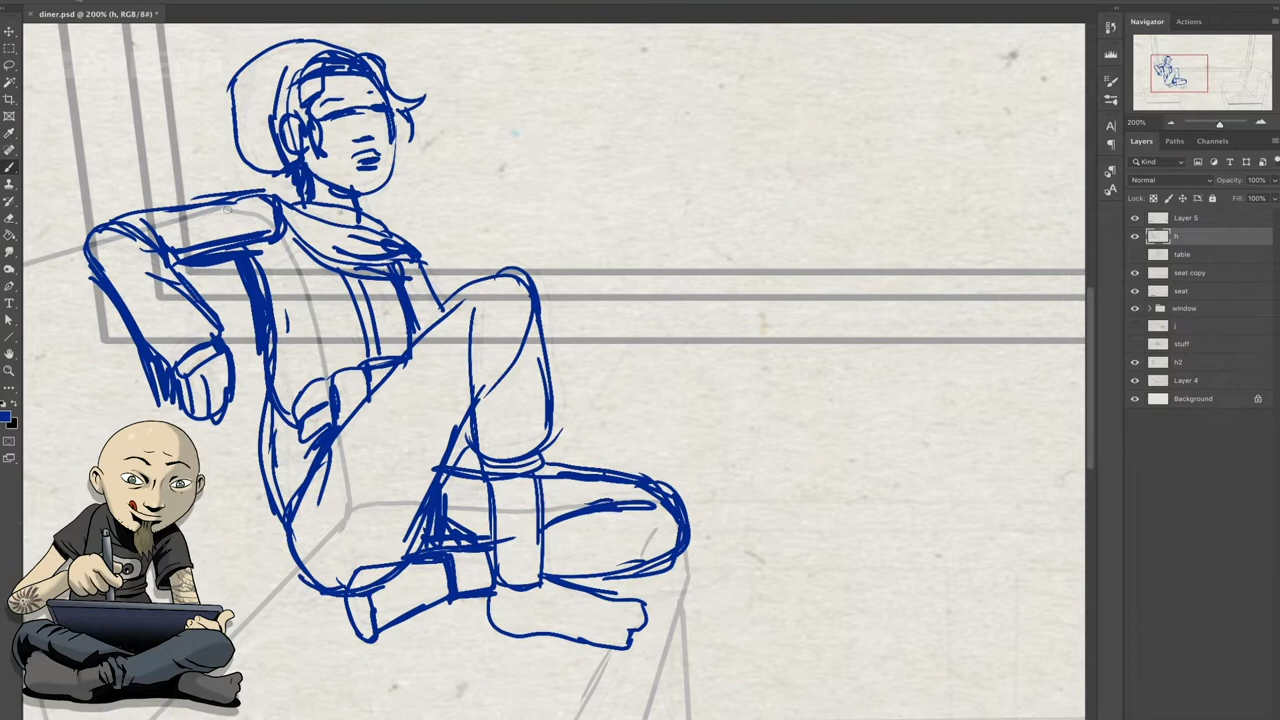 diner.psd @ 200% (h, RGB/8#) *
Navigator
Actions
200%
Layers
Paths
Channels
Kind
Normal
Opacity: 100%
Lock:
Fill: 100%
Layer 5
h
table
seat copy
seat
window
j
stuff
h2
Layer 4
Background